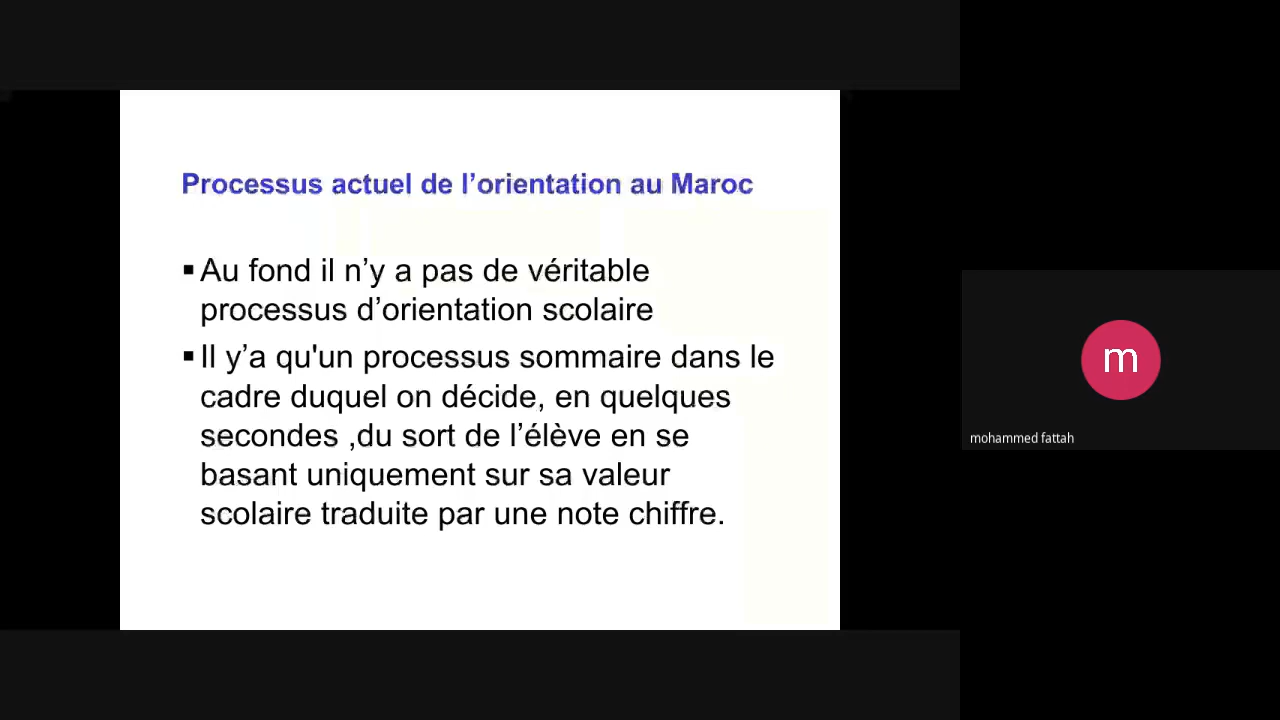 Processus actuel de l’orientation au Maroc
▪Au fond il n’y a pas de véritable
processus d’orientation scolaire
▪Il y’a qu'un processus sommaire dans le
cadre duquel on décide, en quelques
secondes ,du sort de l’élève en se
basant uniquement sur sa valeur
scolaire traduite par une note chiffre.
m
mohammed fattah